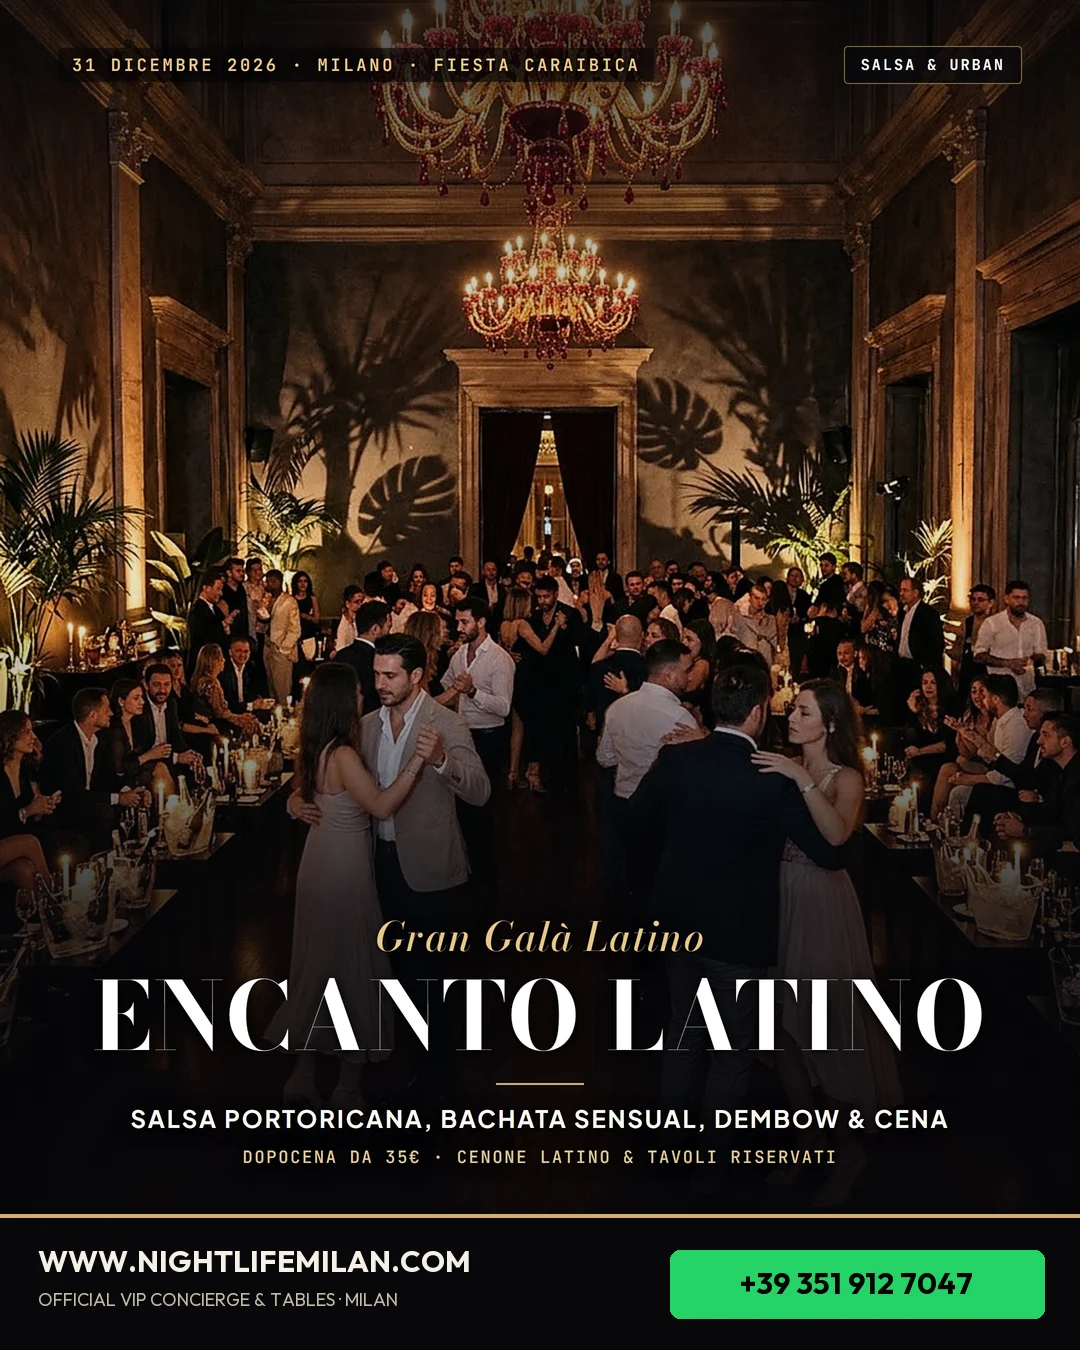 31 DICEMBRE 2026 · MILANO · FIESTA CARAIBICA
SALSA & URBAN
Gran Galà Latino
ENCANTO LATINO
SALSA PORTORICANA, BACHATA SENSUAL, DEMBOW & CENA
DOPOCENA DA 35€ · CENONE LATINO & TAVOLI RISERVATI
WWW.NIGHTLIFEMILAN.COM
OFFICIAL VIP CONCIERGE & TABLES · MILAN
+39 351 912 7047